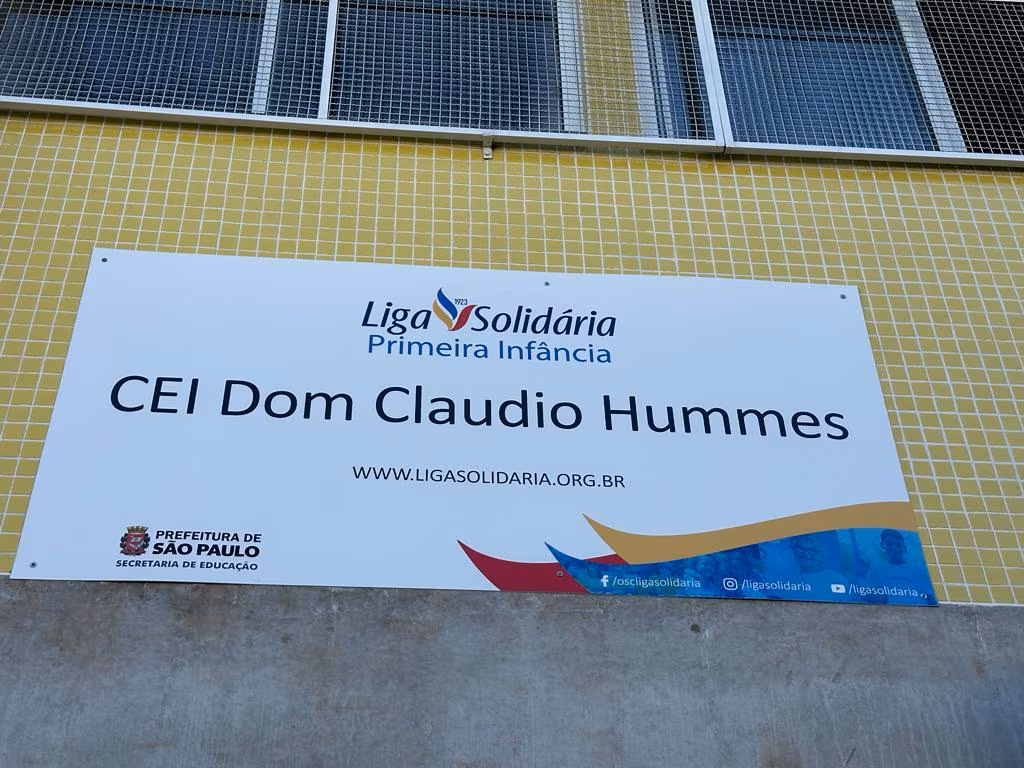 1923
Liga Solidária
Primeira Infância
CEI Dom Claudio Hummes
WWW.LIGASOLIDARIA.ORG.BR
PREFEITURA DE
SÃO PAULO
SECRETARIA DE EDUCAÇÃO
/oscligasolidaria /ligasolidaria /ligasolidaria